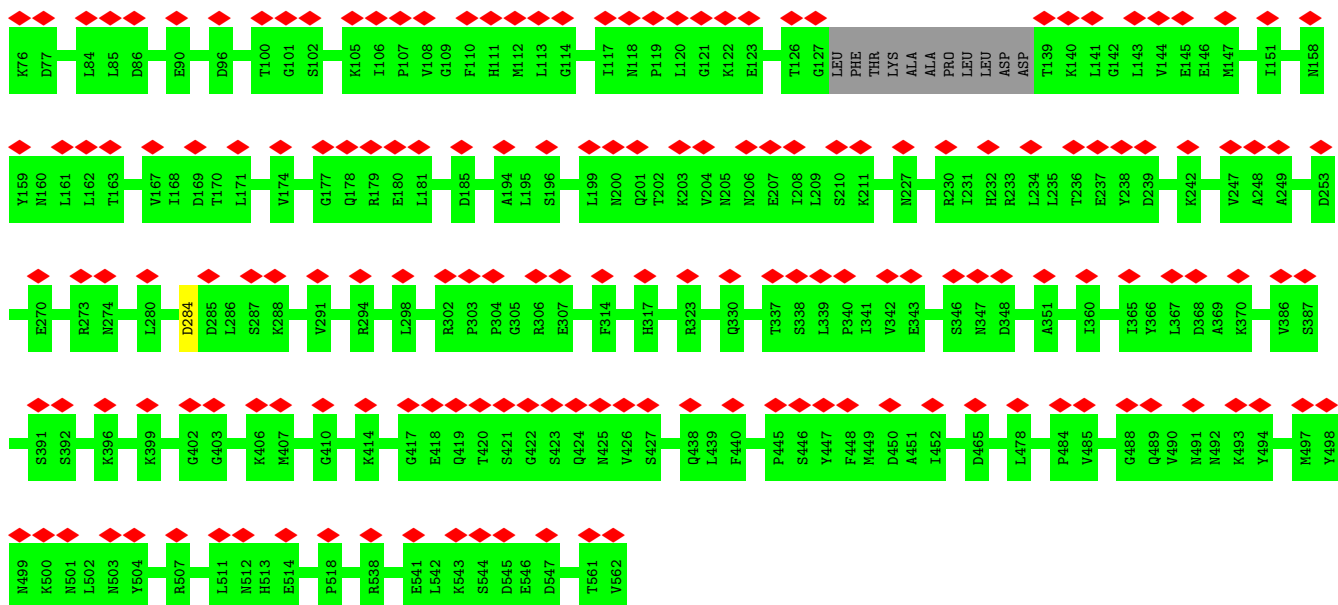 K76 D77 L84 L85 D86 E90 D96 T100 G101 S102 K105 I106 P107 V108 G109 F110 H111 M112 L113 G114 I117 N118 P119 L120 G121 K122 E123 T126 G127 LEU PHE THR LYS ALA ALA PRO LEU LEU ASP ASP T139 K140 L141 G142 L143 V144 E145 E146 M147 I151 N158
Y159 N160 L161 L162 T163 V167 I168 D169 T170 L171 V174 G177 Q178 R179 E180 L181 D185 A194 L195 S196 L199 N200 Q201 T202 K203 V204 N205 N206 E207 I208 L209 S210 K211 N227 R230 I231 H232 R233 L234 L235 T236 E237 Y238 D239 K242 V247 A248 A249 D253
E270 R273 N274 L280 D284 D285 L286 S287 K288 V291 R294 L298 R302 P303 P304 G305 R306 E307 F314 H317 R323 Q330 T337 S338 L339 P340 I341 V342 E343 S346 N347 D348 A351 I360 I365 Y366 L367 D368 A369 K370 V386 S387
S391 S392 K396 K399 G402 G403 K406 M407 G410 K414 G417 E418 Q419 T420 S421 G422 S423 Q424 N425 V426 S427 Q438 L439 F440 P445 S446 Y447 F448 M449 D450 A451 I452 D465 L478 P484 V485 G488 Q489 V490 N491 N492 K493 Y494 M497 Y498
N499 K500 N501 L502 N503 Y504 R507 L511 N512 H513 E514 P518 R538 E541 L542 K543 S544 D545 E546 D547 T561 V562